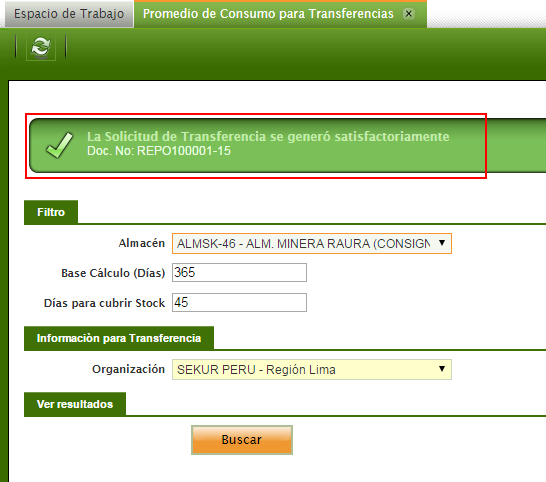 Espacio de Trabajo
Promedio de Consumo para Transferencias
La Solicitud de Transferencia se generó satisfactoriamente
Doc. No: REPO100001-15
Filtro
Almacén ALMSK-46 - ALM. MINERA RAURA (CONSIGN
Base Cálculo (Días) 365
Días para cubrir Stock 45
Informaciòn para Transferencia
Organización SEKUR PERU - Región Lima
Ver resultados
Buscar